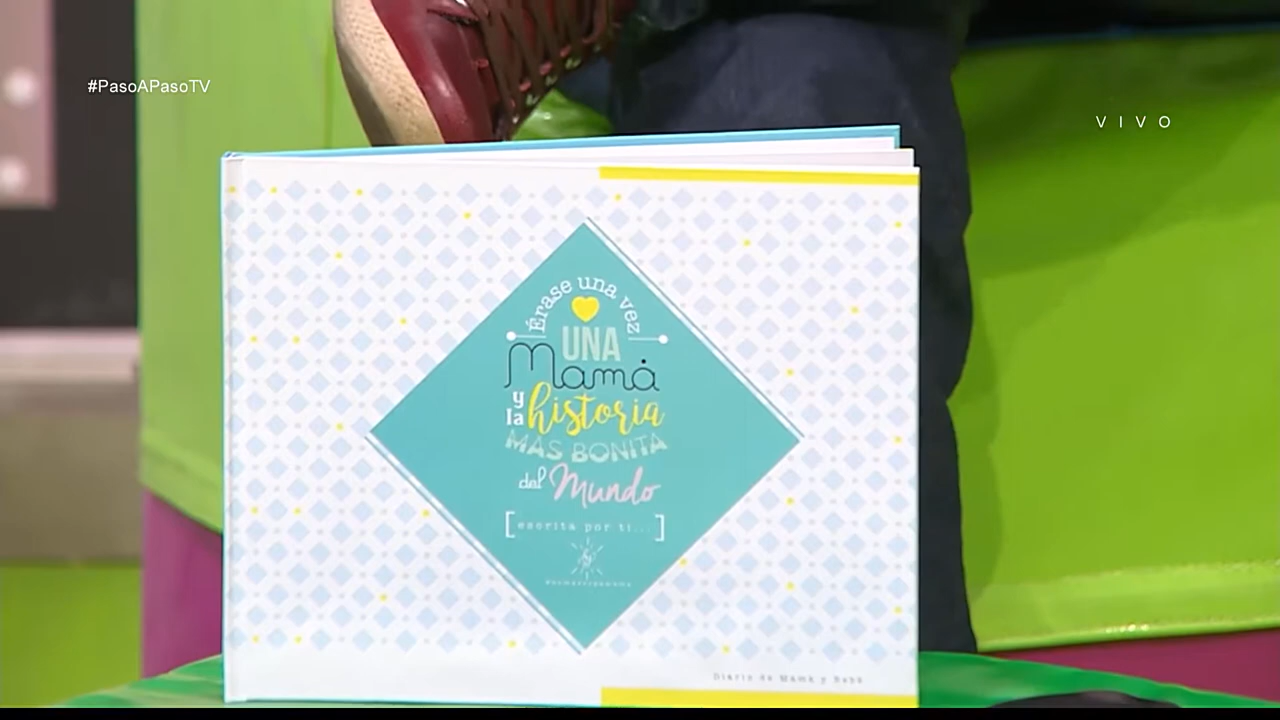 #PasoAPasoTV
VIVO
Érase una vez
UNA
Mamá
y la historia
MÁS BONITA
del Mundo
[escrita por ti...]
Diario de Mamá y Bebé